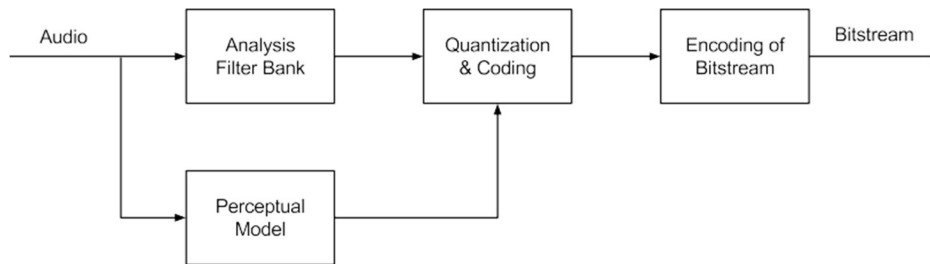 Audio
Analysis
Filter Bank
Quantization
& Coding
Encoding of
Bitstream
Bitstream
Perceptual
Model